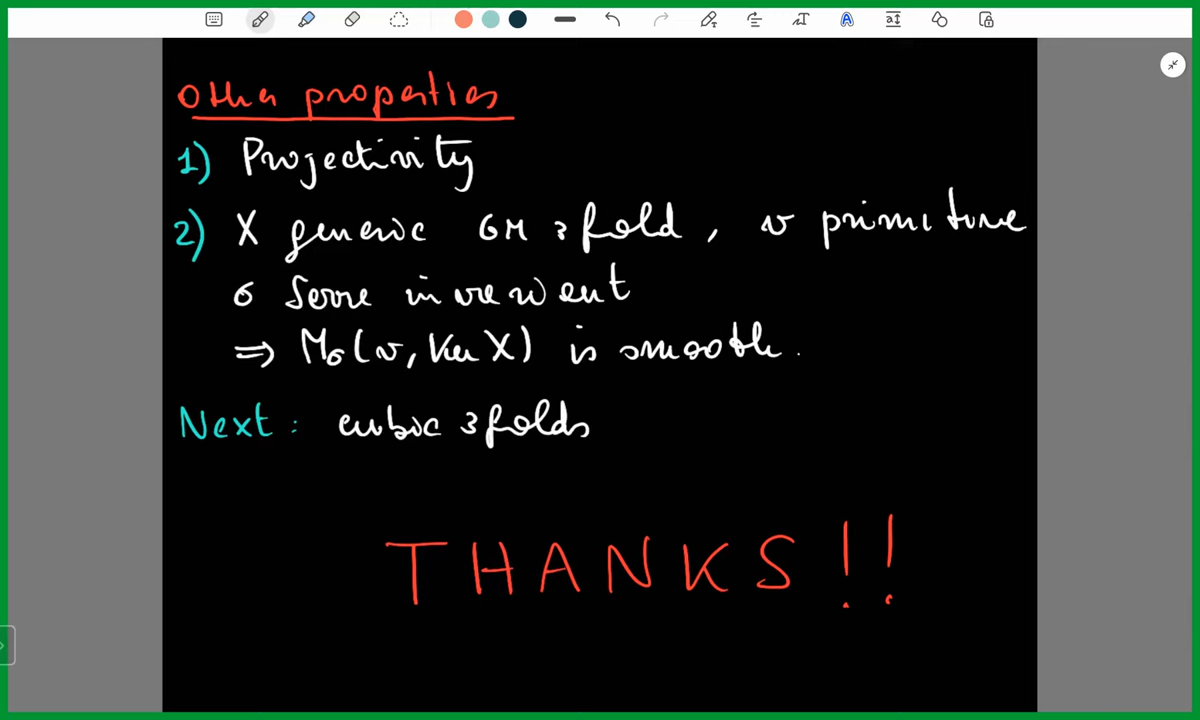 Other properties
1) Projectivity
2) X generic GM 3fold, v primitive
σ Serre invariant
⇒ Mσ(v, Ku X) is smooth.
Next: cubic 3folds
THANKS!!